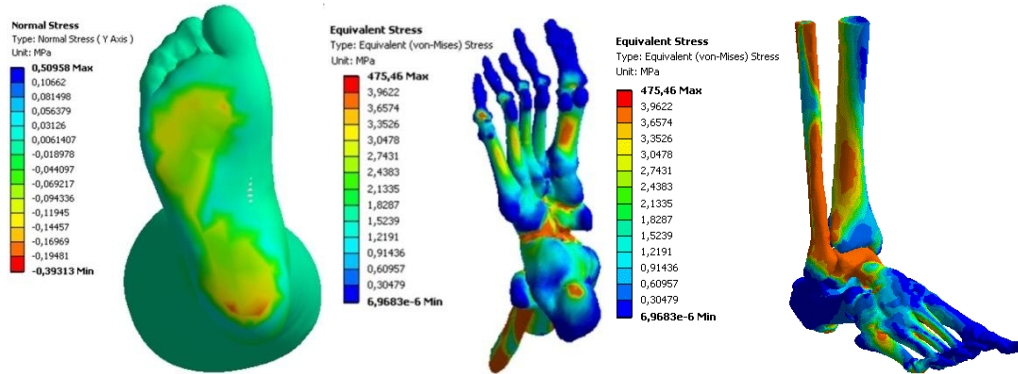 Normal Stress
Type: Normal Stress ( Y Axis )
Unit: MPa
0,50958 Max
0,10662
0,081498
0,056379
0,03126
0,0061407
-0,018978
-0,044097
-0,069217
-0,094336
-0,11945
-0,14457
-0,16969
-0,19481
-0,39313 Min
Equivalent Stress
Type: Equivalent (von-Mises) Stress
Unit: MPa
475,46 Max
3,9622
3,6574
3,3526
3,0478
2,7431
2,4383
2,1335
1,8287
1,5239
1,2191
0,91436
0,60957
0,30479
6,9683e-6 Min
Equivalent Stress
Type: Equivalent (von-Mises) Stress
Unit: MPa
475,46 Max
3,9622
3,6574
3,3526
3,0478
2,7431
2,4383
2,1335
1,8287
1,5239
1,2191
0,91436
0,60957
0,30479
6,9683e-6 Min